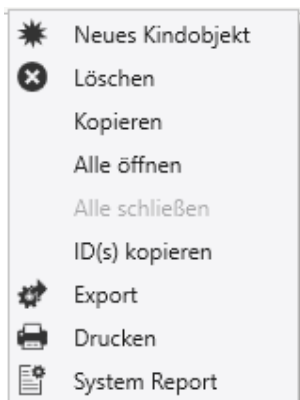 Neues Kindobjekt
Löschen
Kopieren
Alle öffnen
Alle schließen
ID(s) kopieren
Export
Drucken
System Report